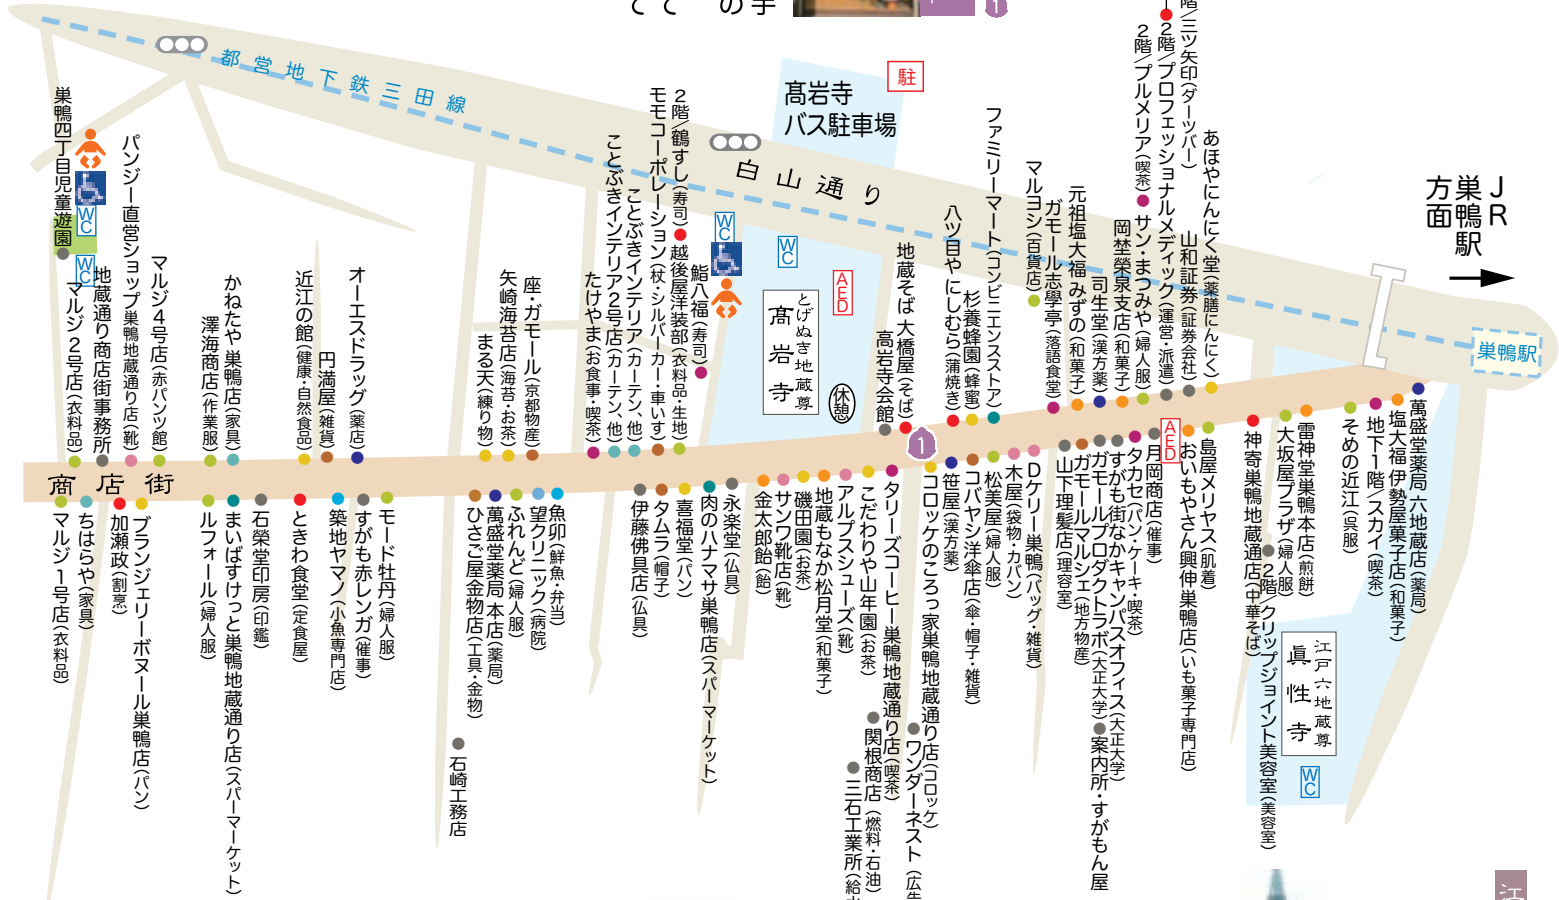 てて
の手
1
都営地下鉄三田線
白山通り
髙岩寺
バス駐車場
駐
JR
巣鴨駅
方面
巣鴨駅
巣鴨四丁目児童遊園
WC
WC
マルジ2号店(衣料品)
地蔵通り商店街事務所
パンジー直営ショップ巣鴨地蔵通り店(靴)
マルジ4号店(赤パンツ館)
澤海商店(作業服)
かねたや 巣鴨店(家具)
近江の館(健康・自然食品)
円満屋(雑貨)
オーエスドラッグ(薬店)
まる天(練り物)
矢崎海苔店(海苔・お茶)
座・ガモール(京都物産)
たけやま(お食事・喫茶)
ことぶきインテリア2号店(カーテン、他)
ことぶきインテリア(カーテン、他)
モモコーポレーション(杖・シルバーカー・車いす)
2階/鶴すし(寿司)
越後屋洋装部(衣料品・生地)
鮨八福(寿司)
WC
WC
AED
とげぬき地蔵尊
髙岩寺
休憩
高岩寺会館
地蔵そば 大橋屋(そば)
八ツ目や にしむら(蒲焼き)
杉養蜂園(蜂蜜)
ファミリーマート(コンビニエンスストア)
マルヨシ(百貨店)
ガモール志學亭(落語食堂)
元祖塩大福 みずの(和菓子)
司生堂(漢方薬)
岡埜榮泉支店(和菓子)
2階/プルメリア(喫茶)
サン・まつみや(婦人服)
2階/プロフェッショナルメディック(運営・派遣)
階/三ツ矢印(ダーツバー)
山和証券(証券会社)
あほやにんにく堂(薬膳にんにく)
商店街
1
マルジ1号店(衣料品)
ちはらや(家具)
加瀬政(割烹)
ブランジェリーボヌール巣鴨店(パン)
ルフォール(婦人服)
まいばすけっと巣鴨地蔵通り店(スーパーマーケット)
石榮堂印房(印鑑)
ときわ食堂(定食屋)
築地ヤマノ(小魚専門店)
すがも赤レンガ(催事)
モード牡丹(婦人服)
石崎工務店
ひさご屋金物店(工具・金物)
萬盛堂薬局 本店(薬局)
ふれんど(婦人服)
望クリニック(病院)
魚卯(鮮魚・弁当)
伊藤佛具店(仏具)
タムラ(帽子)
喜福堂(パン)
肉のハナマサ巣鴨店(スーパーマーケット)
永楽堂(仏具)
金太郎飴(飴)
サンワ靴店(靴)
磯田園(お茶)
地蔵もなか松月堂(和菓子)
アルプスシューズ(靴)
こだわりや山年園(お茶)
タリーズコーヒー巣鴨地蔵通り店(喫茶)
関根商店(燃料・石油)
三石工業所(給水
コロッケのころっ家巣鴨地蔵通り店(コロッケ)
ワンダーネスト(広告
笹屋(漢方薬)
コバヤシ洋傘店(傘・帽子・雑貨)
松美屋(婦人服)
木屋(袋物・カバン)
Dケリー巣鴨(バッグ・雑貨)
山下理髪店(理容室)
ガモールマルシェ(地方物産)
ガモールプロダクトラボ(大正大学)
案内所・すがもん屋
すがも街なかキャンパスオフィス(大正大学)
タカセ(パン・ケーキ・喫茶)
月岡商店(催事)
AED
おいもやさん興伸巣鴨店(いも菓子専門店)
島屋メリヤス(肌着)
神寄巣鴨地蔵通店(中華そば)
2階/クリップジョイント美容室(美容室)
大坂屋プラザ(婦人服)
雷神堂巣鴨本店(煎餅)
そめの近江(呉服)
地下1階/スカイ(喫茶)
塩大福 伊勢屋菓子店(和菓子)
萬盛堂薬局 六地蔵店(薬局)
江戸六地蔵尊
眞性寺
WC
江